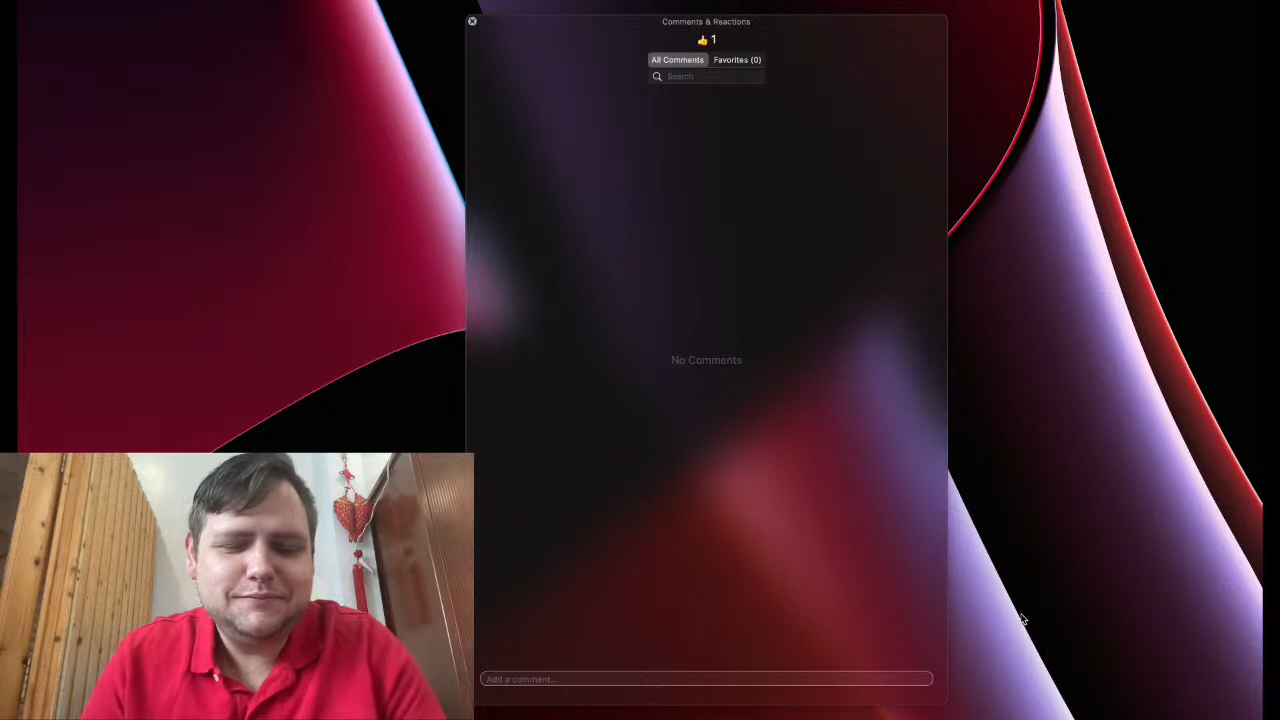 Comments & Reactions
👍 1
All Comments Favorites (0)
Search
No Comments
Add a comment...